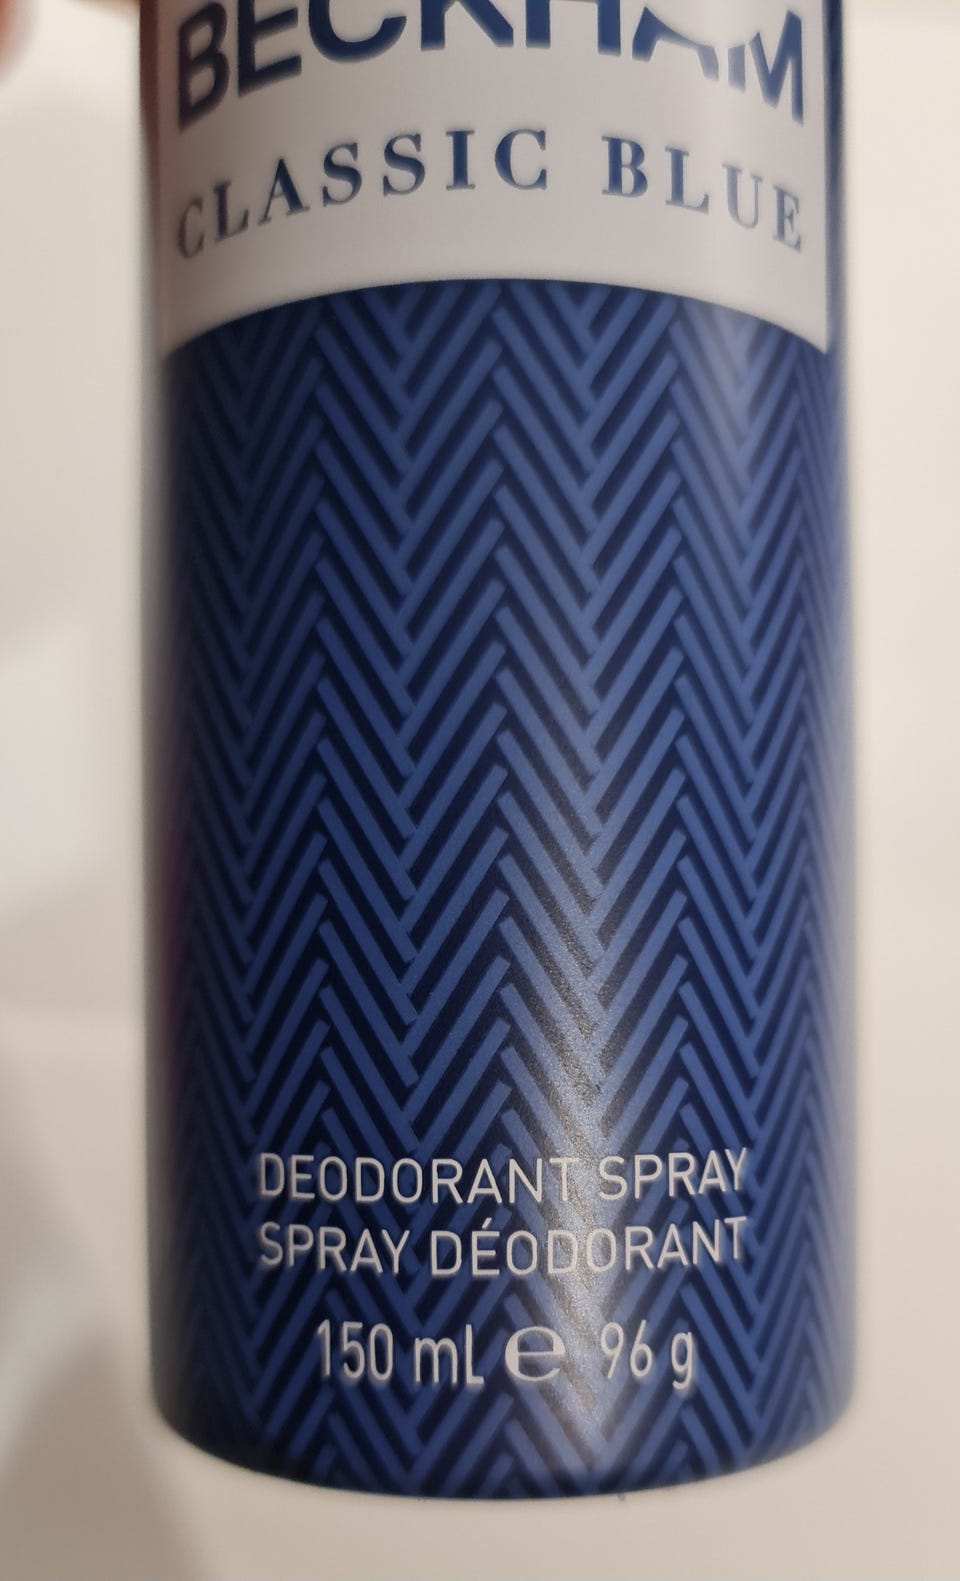 BECKHAM
CLASSIC BLUE
DEODORANT SPRAY
SPRAY DÉODORANT
150 mL ℮ 96 g